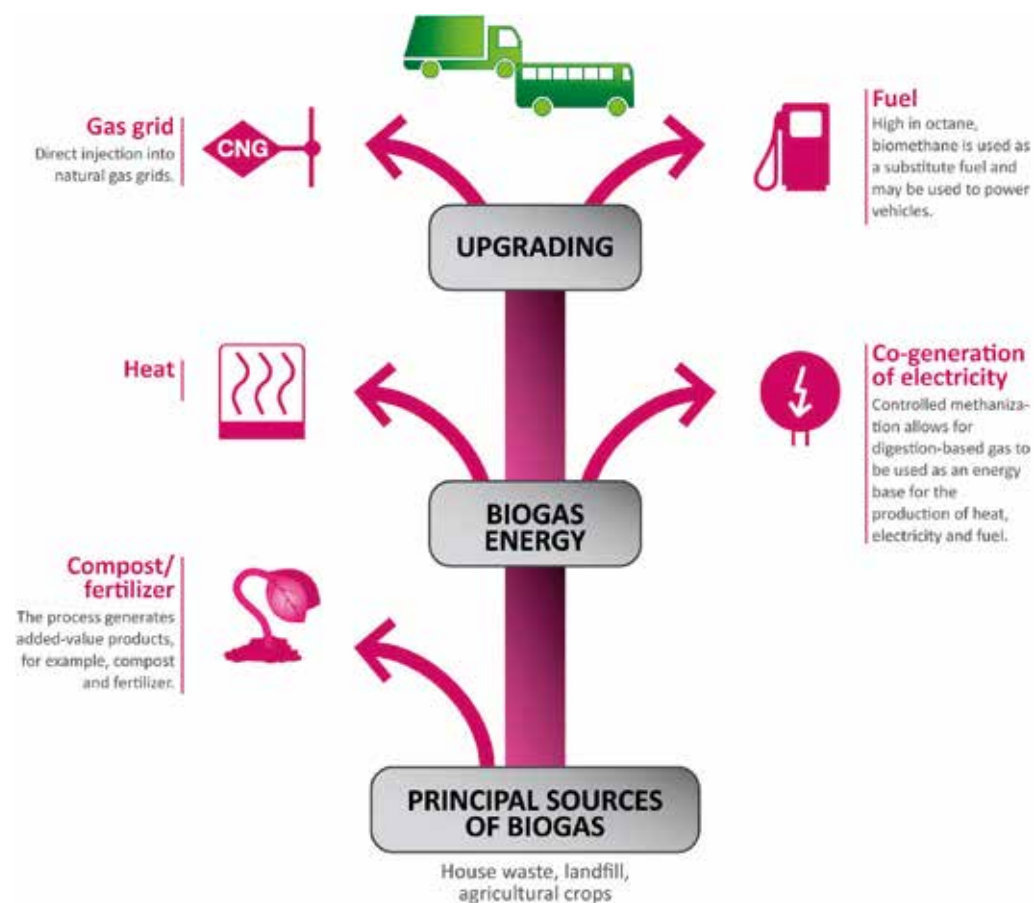 Gas grid
Direct injection into
natural gas grids.
CNG
Fuel
High in octane,
biomethane is used as
a substitute fuel and
may be used to power
vehicles.
UPGRADING
Heat
Co-generation
of electricity
Controlled methaniza-
tion allows for
digestion-based gas to
be used as an energy
base for the
production of heat,
electricity and fuel.
BIOGAS
ENERGY
Compost/
fertilizer
The process generates
added-value products,
for example, compost
and fertilizer.
PRINCIPAL SOURCES
OF BIOGAS
House waste, landfill,
agricultural crops